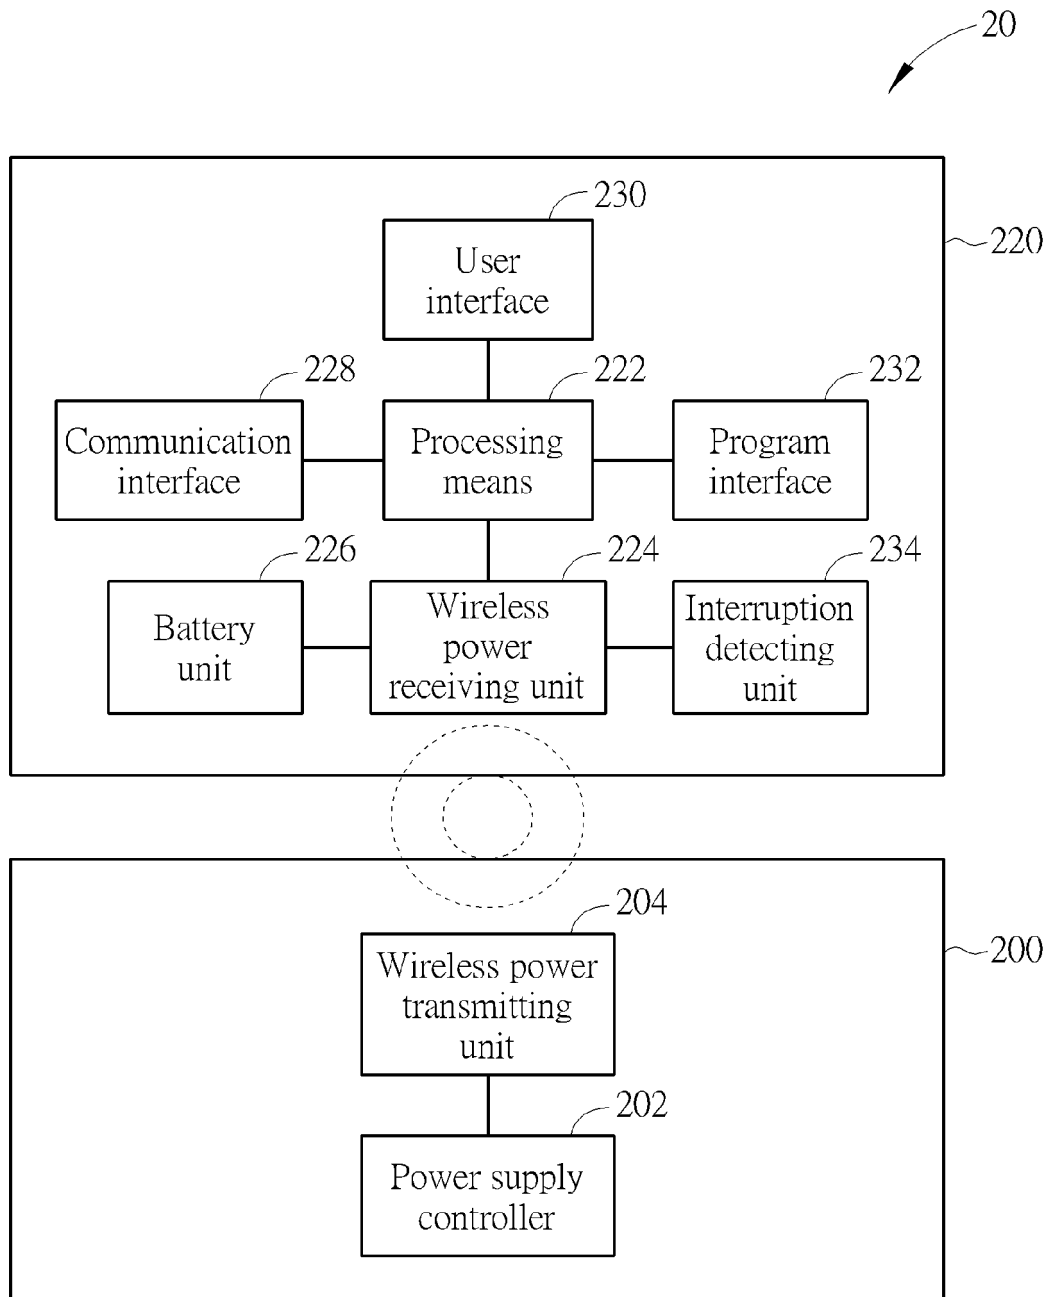 20
230
User
interface
220
228
222
232
Communication
interface
Processing
means
Program
interface
226
224
234
Battery
unit
Wireless
power
receiving unit
Interruption
detecting
unit
204
Wireless power
transmitting
unit
200
202
Power supply
controller